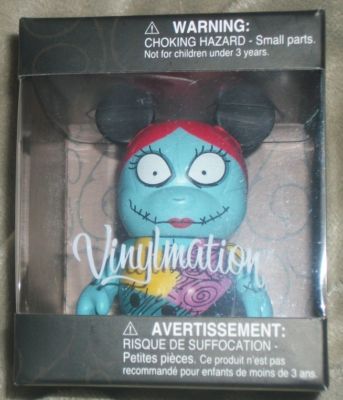 ⚠ WARNING:
CHOKING HAZARD - Small parts.
Not for children under 3 years.
Vinylmation
⚠ AVERTISSEMENT:
RISQUE DE SUFFOCATION -
Petites pièces. Ce produit n'est pas
recommandé pour enfants de moins de 3 ans.